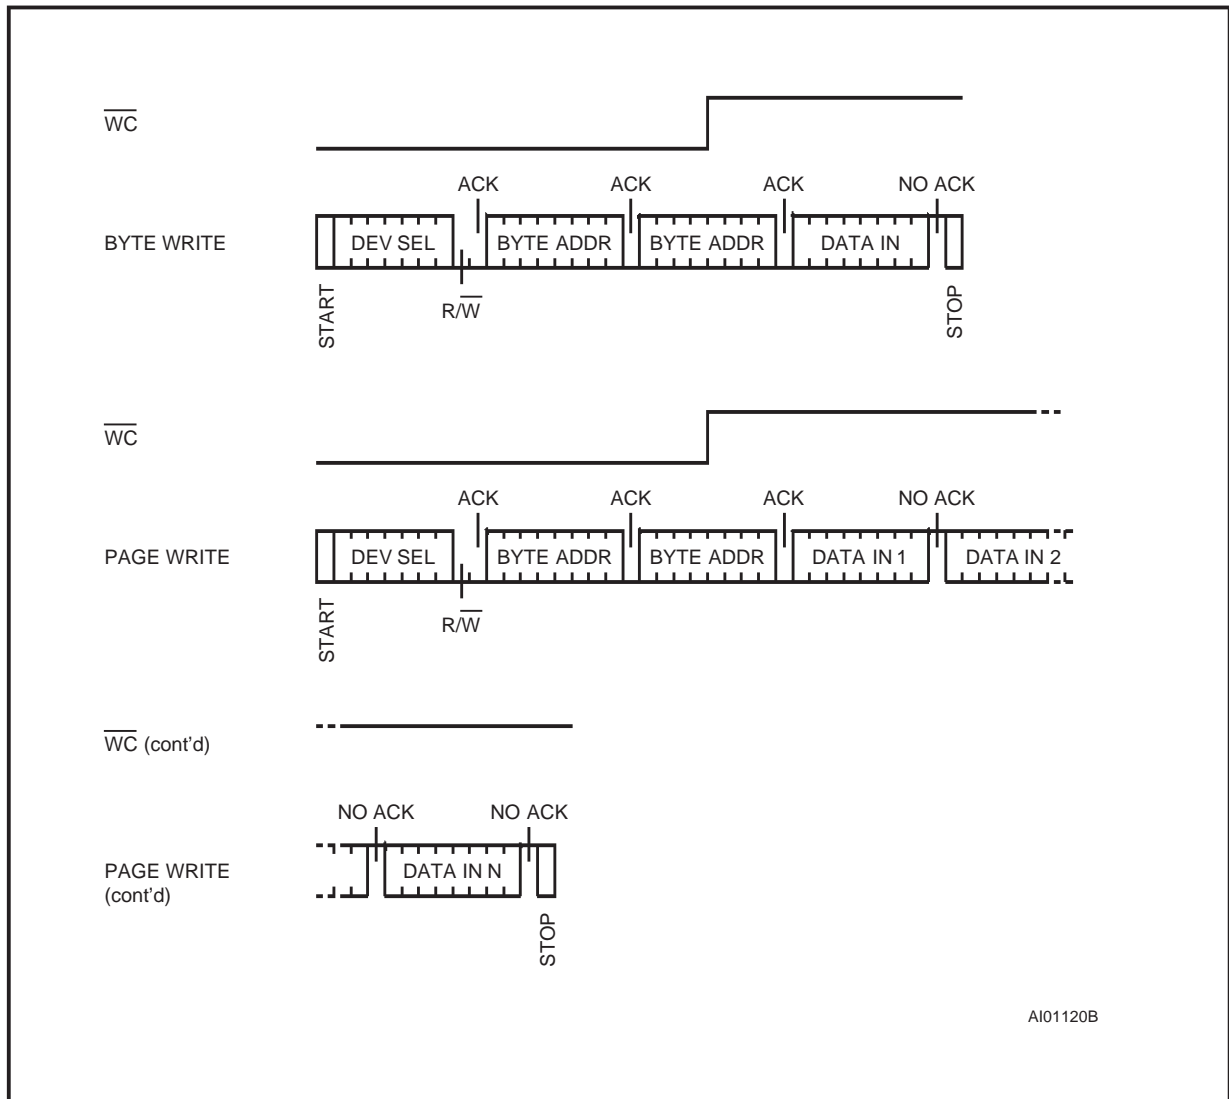 WC
ACK ACK ACK NO ACK
BYTE WRITE DEV SEL BYTE ADDR BYTE ADDR DATA IN
R/W
START STOP
WC
ACK ACK ACK NO ACK
PAGE WRITE DEV SEL BYTE ADDR BYTE ADDR DATA IN 1 DATA IN 2
R/W
START
WC (cont'd)
NO ACK NO ACK
PAGE WRITE DATA IN N
(cont'd)
STOP
AI01120B